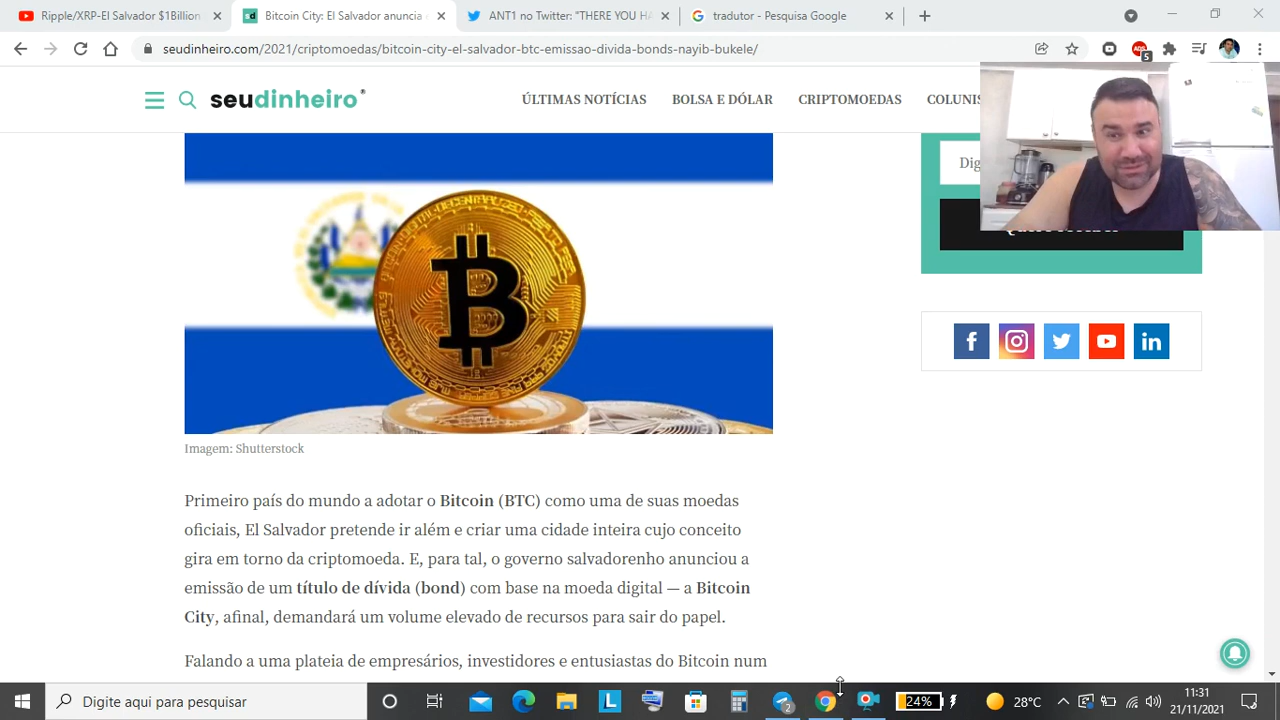 Ripple/XRP-El Salvador $1Billion
Bitcoin City: El Salvador anuncia
ANT1 no Twitter: "THERE YOU HA
tradutor - Pesquisa Google
seudinheiro.com/2021/criptomoedas/bitcoin-city-el-salvador-btc-emissao-divida-bonds-nayib-bukele/
ADS
5
seudinheiro
ÚLTIMAS NOTÍCIAS
BOLSA E DÓLAR
CRIPTOMOEDAS
COLUNIS
Dig
Imagem: Shutterstock
Primeiro país do mundo a adotar o Bitcoin (BTC) como uma de suas moedas
oficiais, El Salvador pretende ir além e criar uma cidade inteira cujo conceito
gira em torno da criptomoeda. E, para tal, o governo salvadorenho anunciou a
emissão de um título de dívida (bond) com base na moeda digital — a Bitcoin
City, afinal, demandará um volume elevado de recursos para sair do papel.
Falando a uma plateia de empresários, investidores e entusiastas do Bitcoin num
Digite aqui para pesquisar
L
2
24%
28°C
11:31
21/11/2021